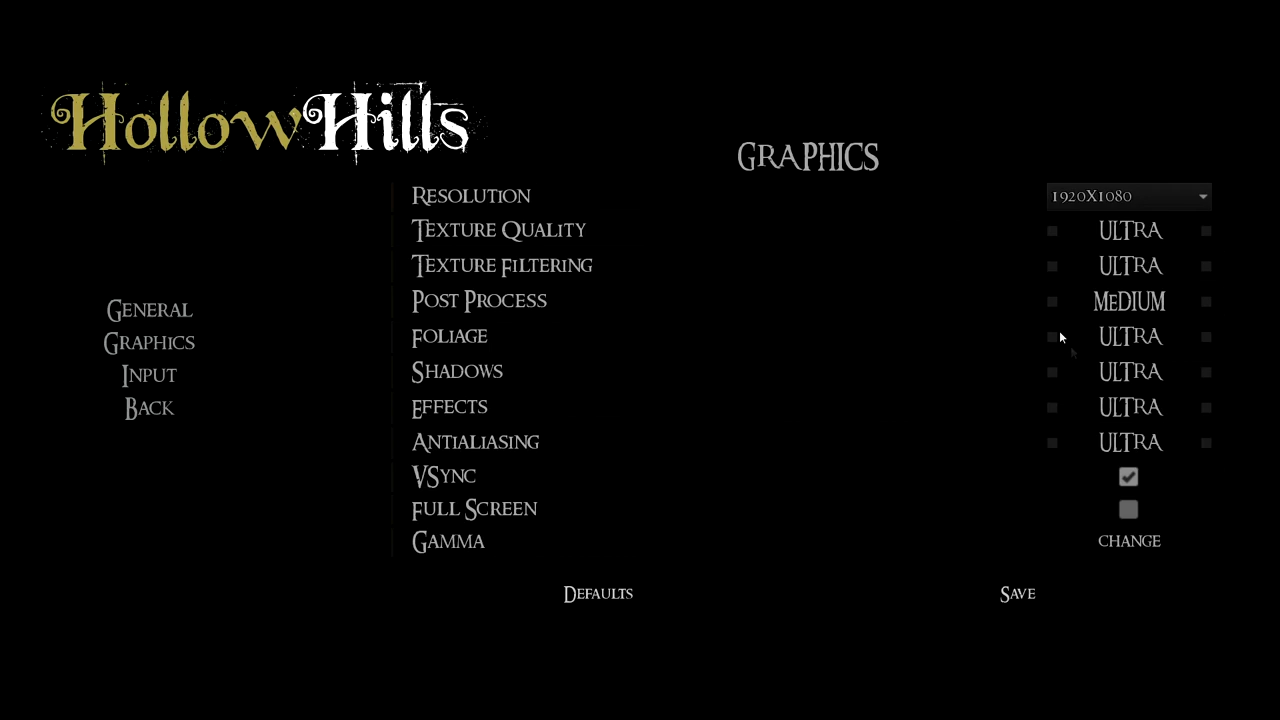 HollowHills
GRAPHICS
RESOLUTION 1920X1080
TEXTURE QUALITY ULTRA
TEXTURE FILTERING ULTRA
POST PROCESS MEDIUM
FOLIAGE ULTRA
SHADOWS ULTRA
EFFECTS ULTRA
ANTIALIASING ULTRA
VSYNC
FULL SCREEN
GAMMA CHANGE
GENERAL
GRAPHICS
INPUT
BACK
DEFAULTS SAVE